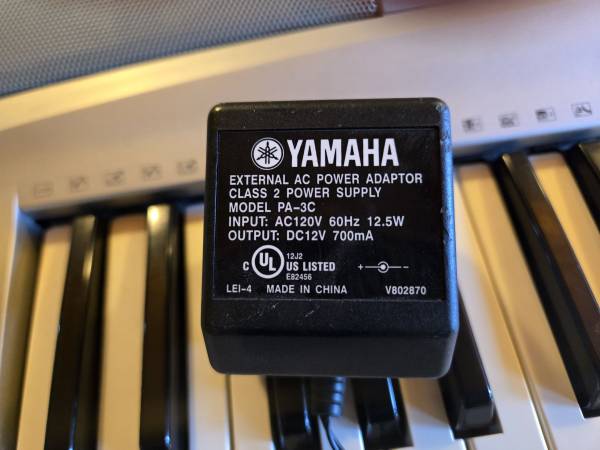 YAMAHA
EXTERNAL AC POWER ADAPTOR
CLASS 2 POWER SUPPLY
MODEL PA-3C
INPUT: AC120V 60Hz 12.5W
OUTPUT: DC12V 700mA
C UL US LISTED
12J2
E82456
+ -
LEI-4 MADE IN CHINA V802870